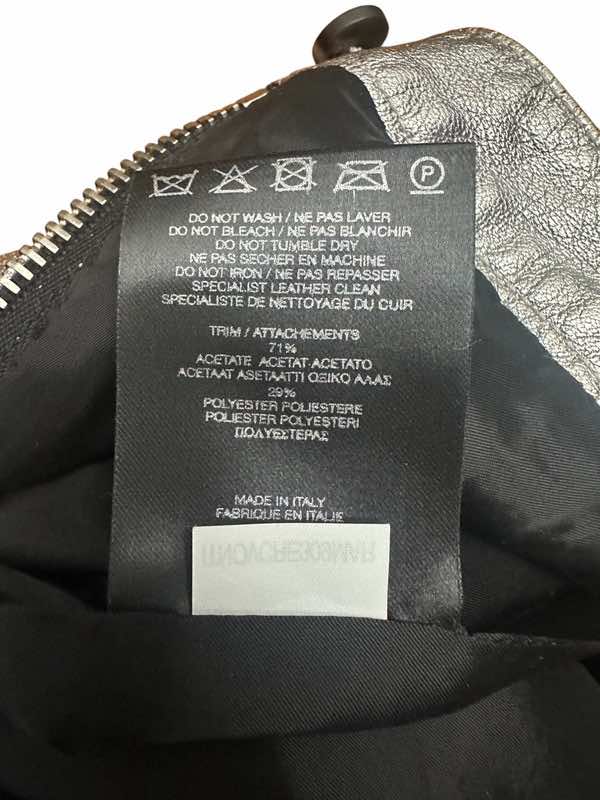 P
DO NOT WASH / NE PAS LAVER
DO NOT BLEACH / NE PAS BLANCHIR
DO NOT TUMBLE DRY
NE PAS SECHER EN MACHINE
DO NOT IRON / NE PAS REPASSER
SPECIALIST LEATHER CLEAN
SPECIALISTE DE NETTOYAGE DU CUIR
TRIM / ATTACHEMENTS
71%
ACETATE ACETAT-ACETATO
ACETAAT ASETAATTI ΟΞΙΚΟ ΑΛΑΣ
29%
POLYESTER POLIESTERE
POLIESTER POLYESTERI
ΠΟΛΥΕΣΤΕΡΑΣ
MADE IN ITALY
FABRIQUE EN ITALIE